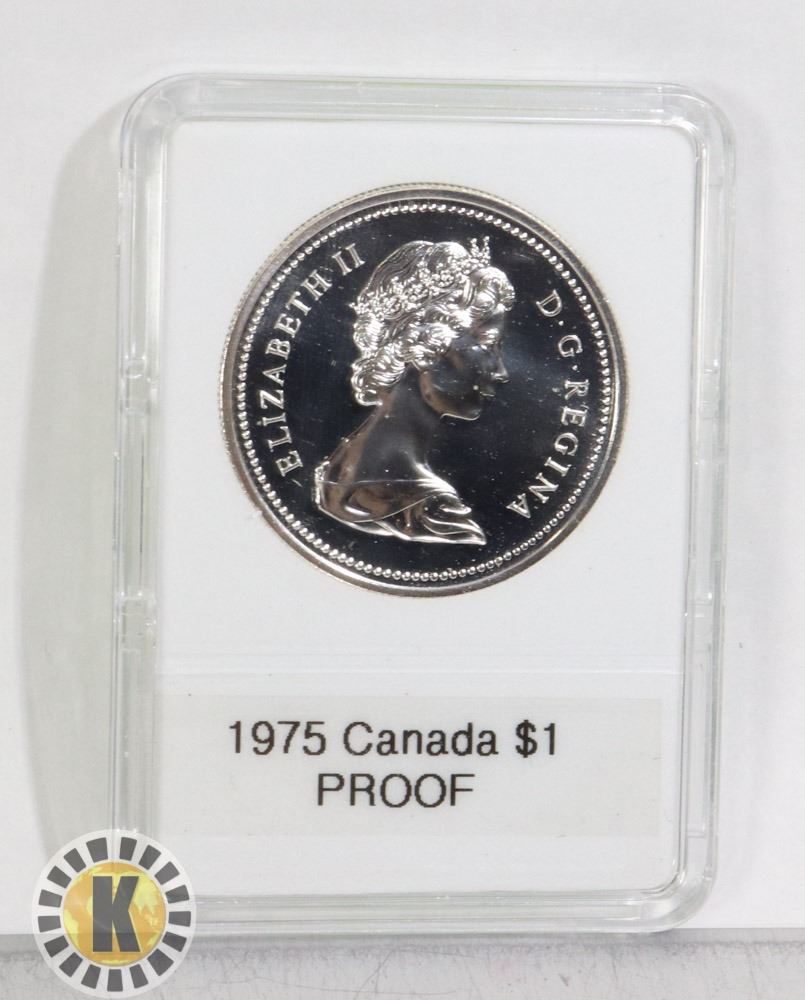 ELIZABETH II
D·G·REGINA
1975 Canada $1
PROOF
K